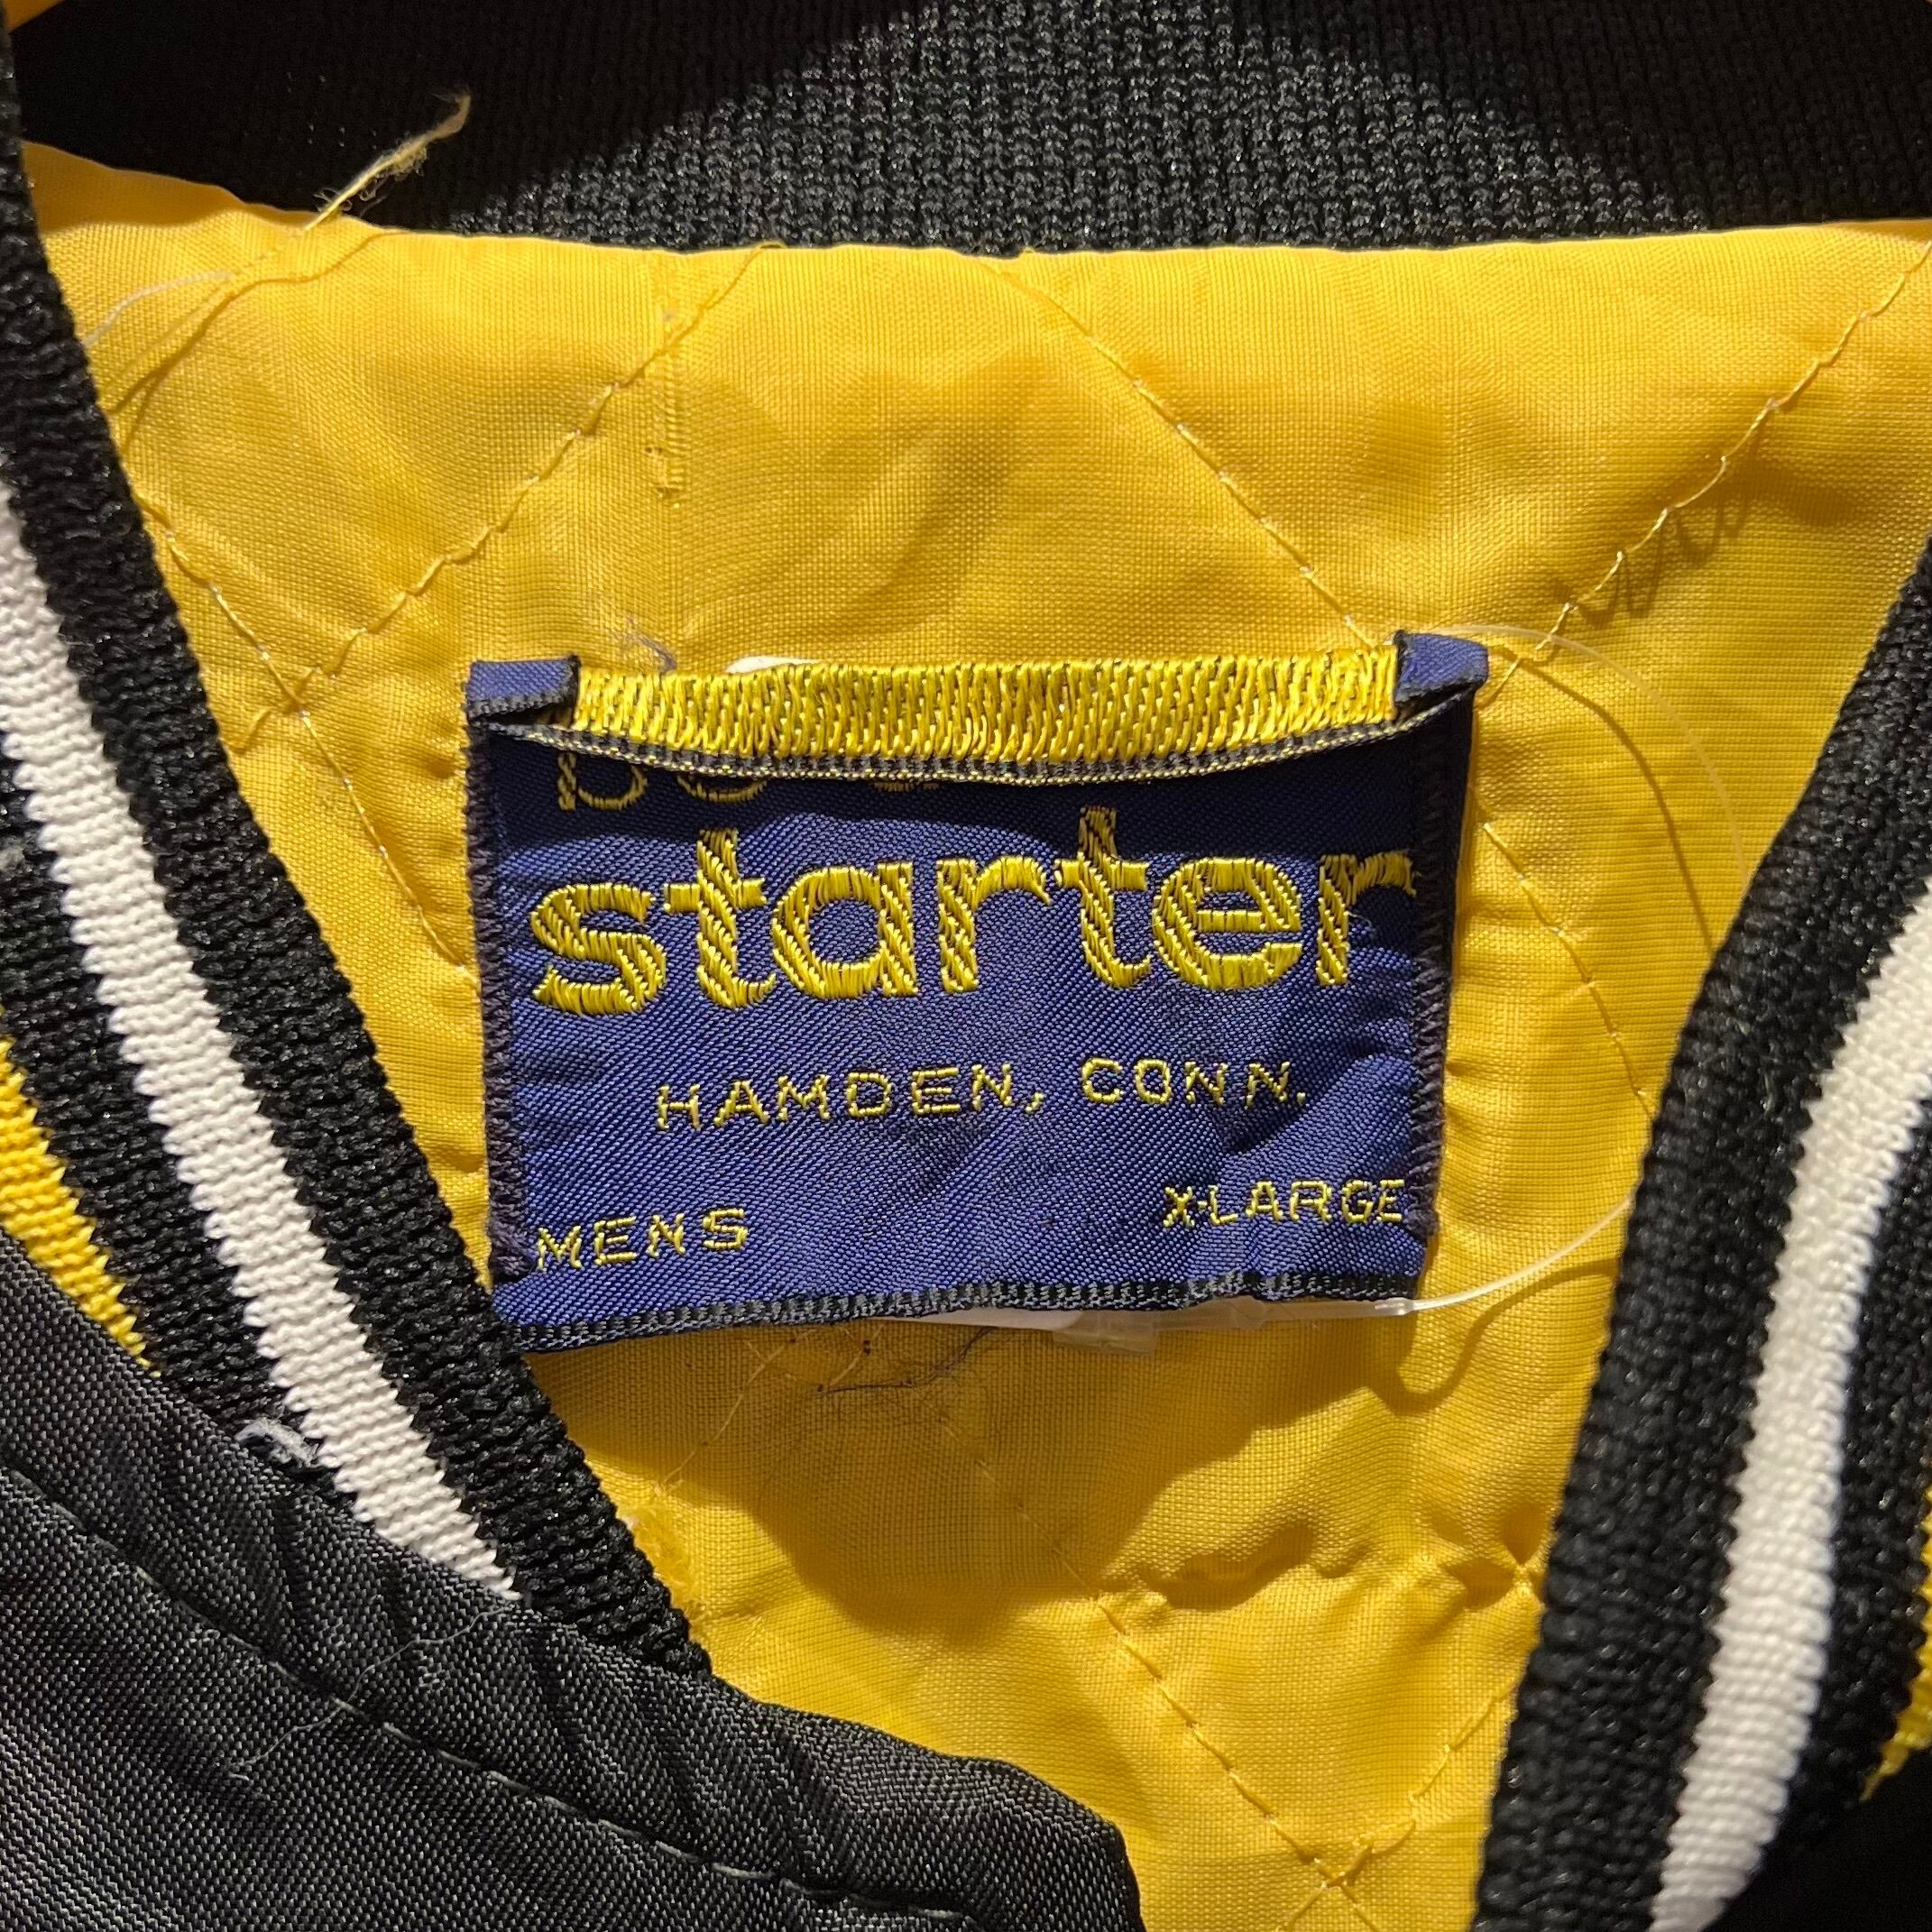 starter
HAMDEN, CONN.
MENS X-LARGE